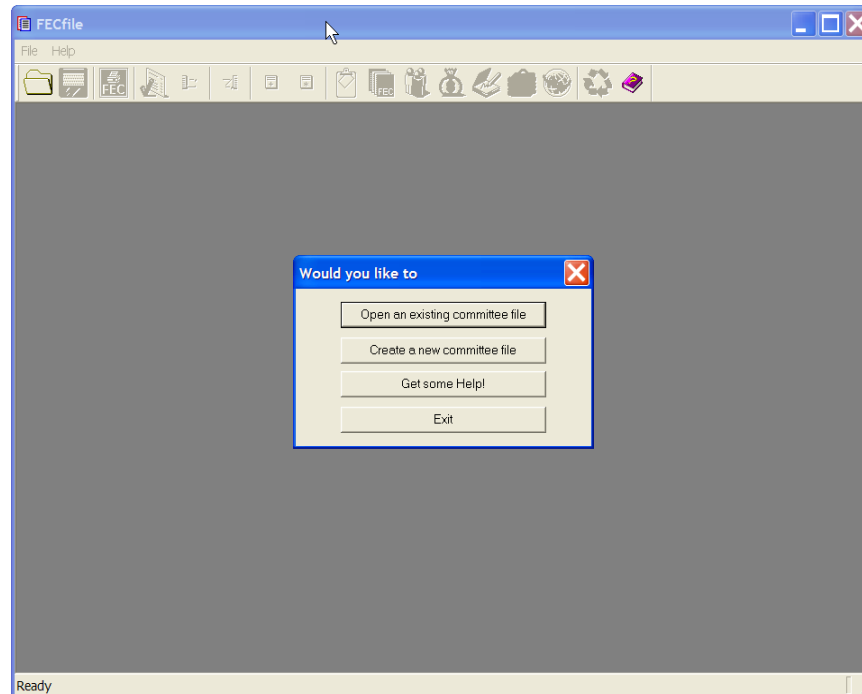 FECfile
File Help
FEC FEC
Would you like to
Open an existing committee file
Create a new committee file
Get some Help!
Exit
Ready